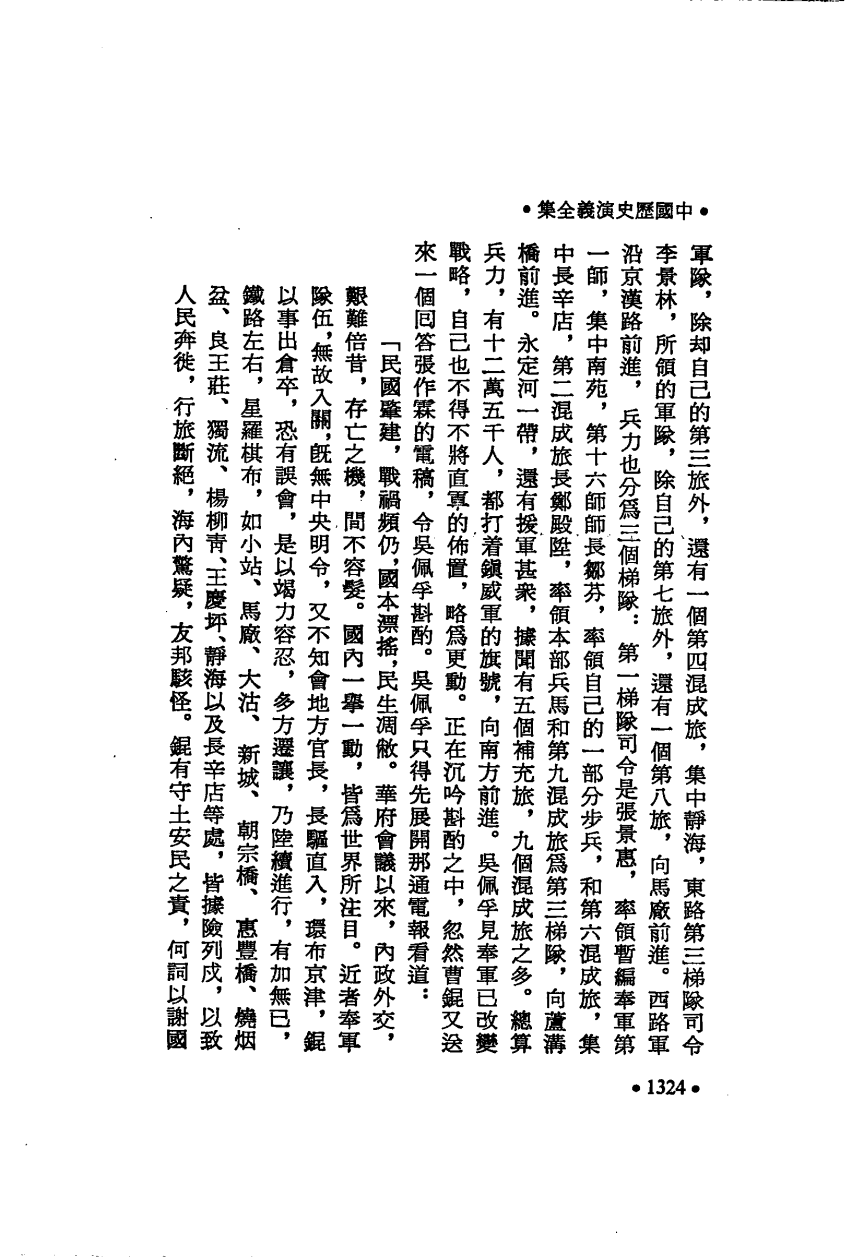 •中國歷史演義全集•
軍隊，除却自己的第三旅外，還有一個第四混成旅，集中靜海，東路第三梯隊司令
李景林，所領的軍隊，除自己的第七旅外，還有一個第八旅，向馬廠前進。西路軍
沿京漢路前進，兵力也分爲三個梯隊：第一梯隊司令是張景惠，率領暫編奉軍第
一師，集中南苑，第十六師師長鄒芬，率領自己的一部分步兵，和第六混成旅，集
中長辛店，第二混成旅長鄭殿陞，率領本部兵馬和第九混成旅爲第三梯隊，向蘆溝
橋前進。永定河一帶，還有援軍甚衆，據聞有五個補充旅，九個混成旅之多。總算
兵力，有十二萬五千人，都打着鎭威軍的旗號，向南方前進。吳佩孚見奉軍已改變
戰略，自己也不得不將直軍的佈置，略爲更動。正在沉吟斟酌之中，忽然曹錕又送
來一個回答張作霖的電稿，令吳佩孚斟酌。吳佩孚只得先展開那通電報看道：
「民國肇建，戰禍頻仍，國本漂搖，民生凋敝。華府會議以來，內政外交，
艱難倍昔，存亡之機，間不容髮。國內一舉一動，皆爲世界所注目。近者奉軍
隊伍，無故入關，旣無中央明令，又不知會地方官長，長驅直入，環布京津，錕
以事出倉卒，恐有誤會，是以竭力容忍，多方遷讓，乃陸續進行，有加無已，
鐵路左右，星羅棋布，如小站、馬廠、大沽、新城、朝宗橋、惠豐橋、燒烟
盆、良王莊、獨流、楊柳靑、王慶坪、靜海以及長辛店等處，皆據險列戍，以致
人民奔徙，行旅斷絕，海內驚疑，友邦駭怪。錕有守土安民之責，何詞以謝國
•1324•